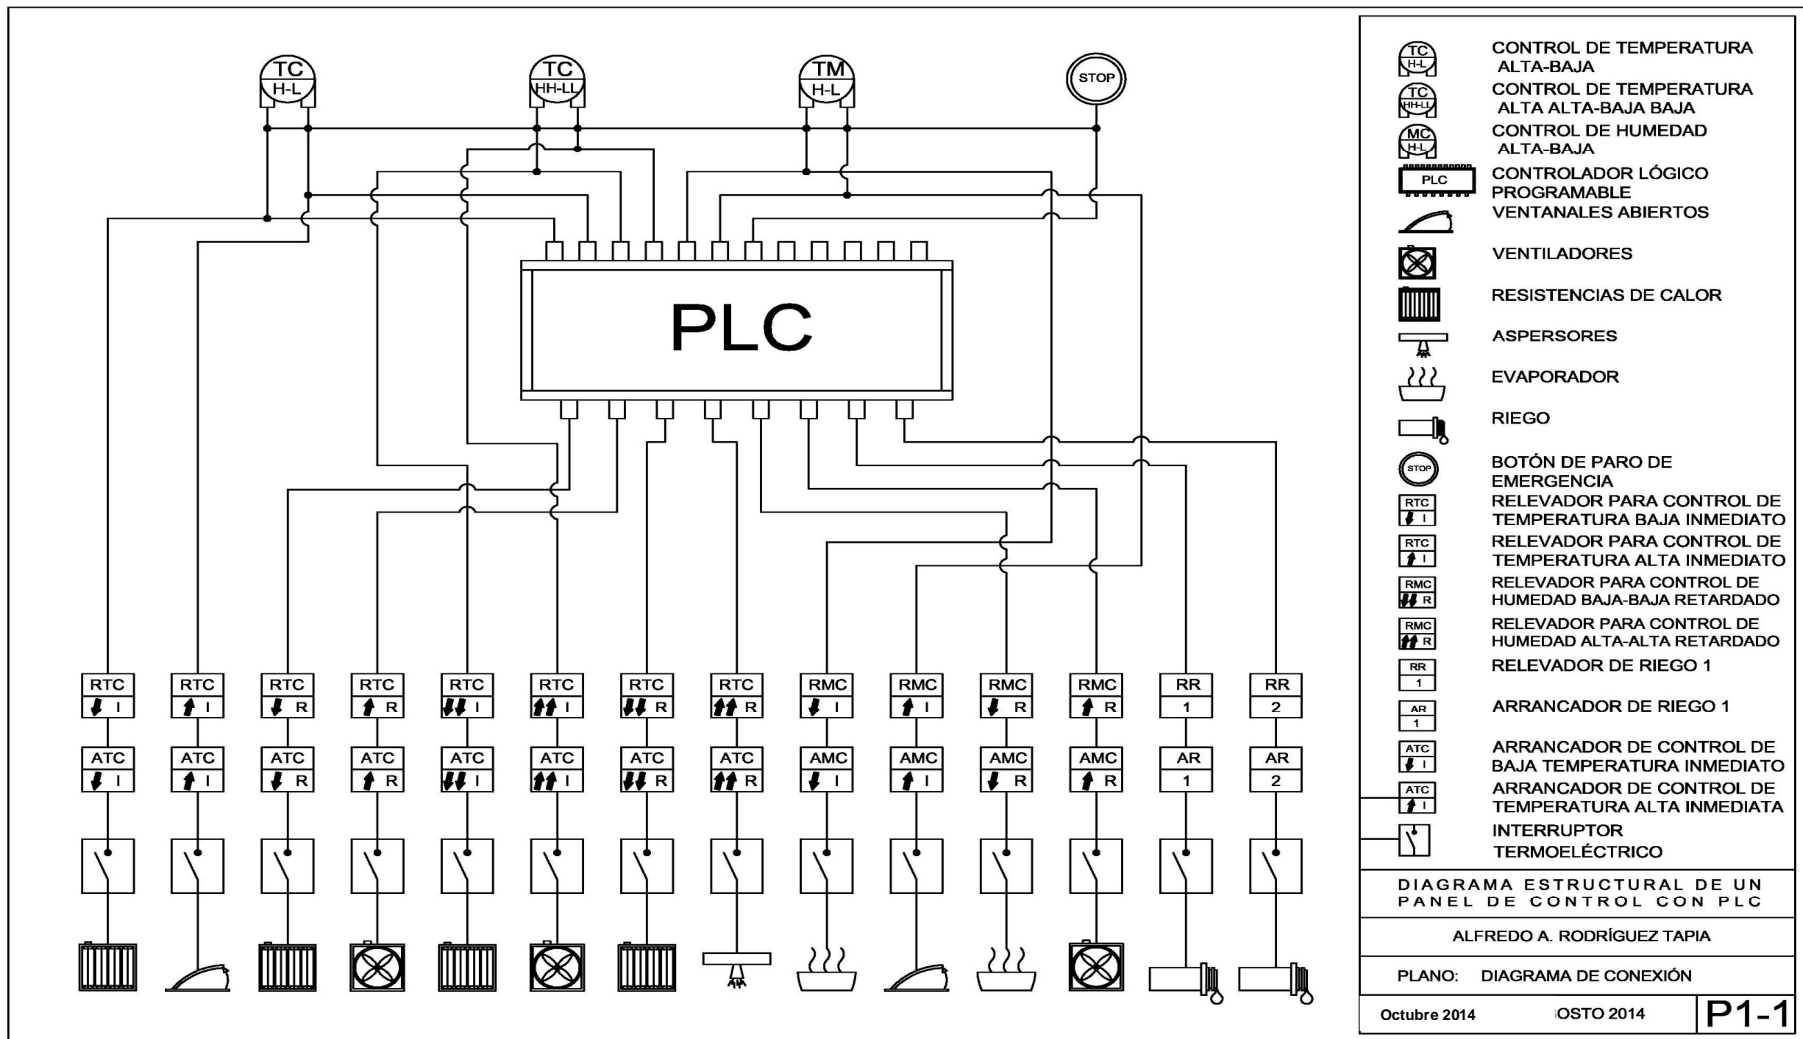 TC
H-L
TC
HH-LL
TM
H-L
STOP
PLC
RTC RTC RTC RTC RTC RTC RTC RTC RMC RMC RMC RMC RR RR
I I R R I I R R I I R R 1 2
ATC ATC ATC ATC ATC ATC ATC ATC AMC AMC AMC AMC AR AR
I I R R I I R R I I R R 1 2
TC
H-L
CONTROL DE TEMPERATURA
ALTA-BAJA
TC
HH-LL
CONTROL DE TEMPERATURA
ALTA ALTA-BAJA BAJA
MC
H-L
CONTROL DE HUMEDAD
ALTA-BAJA
PLC
CONTROLADOR LÓGICO
PROGRAMABLE
VENTANALES ABIERTOS
VENTILADORES
RESISTENCIAS DE CALOR
ASPERSORES
EVAPORADOR
RIEGO
STOP
BOTÓN DE PARO DE
EMERGENCIA
RTC
I
RELEVADOR PARA CONTROL DE
TEMPERATURA BAJA INMEDIATO
RTC
I
RELEVADOR PARA CONTROL DE
TEMPERATURA ALTA INMEDIATO
RMC
R
RELEVADOR PARA CONTROL DE
HUMEDAD BAJA-BAJA RETARDADO
RMC
R
RELEVADOR PARA CONTROL DE
HUMEDAD ALTA-ALTA RETARDADO
RR
1
RELEVADOR DE RIEGO 1
AR
1
ARRANCADOR DE RIEGO 1
ATC
I
ARRANCADOR DE CONTROL DE
BAJA TEMPERATURA INMEDIATO
ATC
I
ARRANCADOR DE CONTROL DE
TEMPERATURA ALTA INMEDIATA
INTERRUPTOR
TERMOELÉCTRICO
DIAGRAMA ESTRUCTURAL DE UN
PANEL DE CONTROL CON PLC
ALFREDO A. RODRÍGUEZ TAPIA
PLANO: DIAGRAMA DE CONEXIÓN
Octubre 2014 OSTO 2014 P1-1